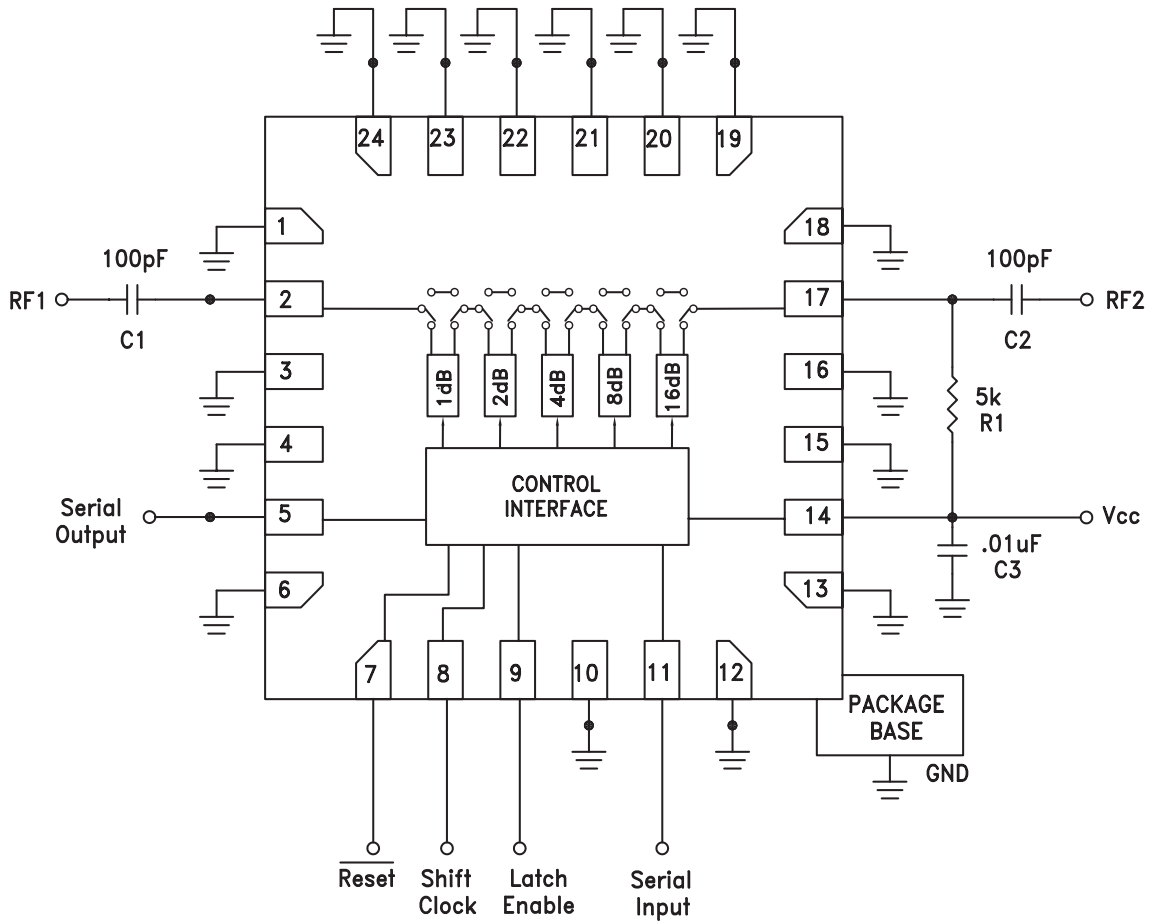 24 23 22 21 20 19
1
18
100pF
100pF
RF1
2
17
RF2
C1
C2
3
16
1dB
2dB
4dB
8dB
16dB
5k
R1
4
15
CONTROL
INTERFACE
Serial
Output
5
14
Vcc
.01uF
C3
6
13
7 8 9 10 11 12
PACKAGE
BASE
GND
Reset
Shift
Clock
Latch
Enable
Serial
Input